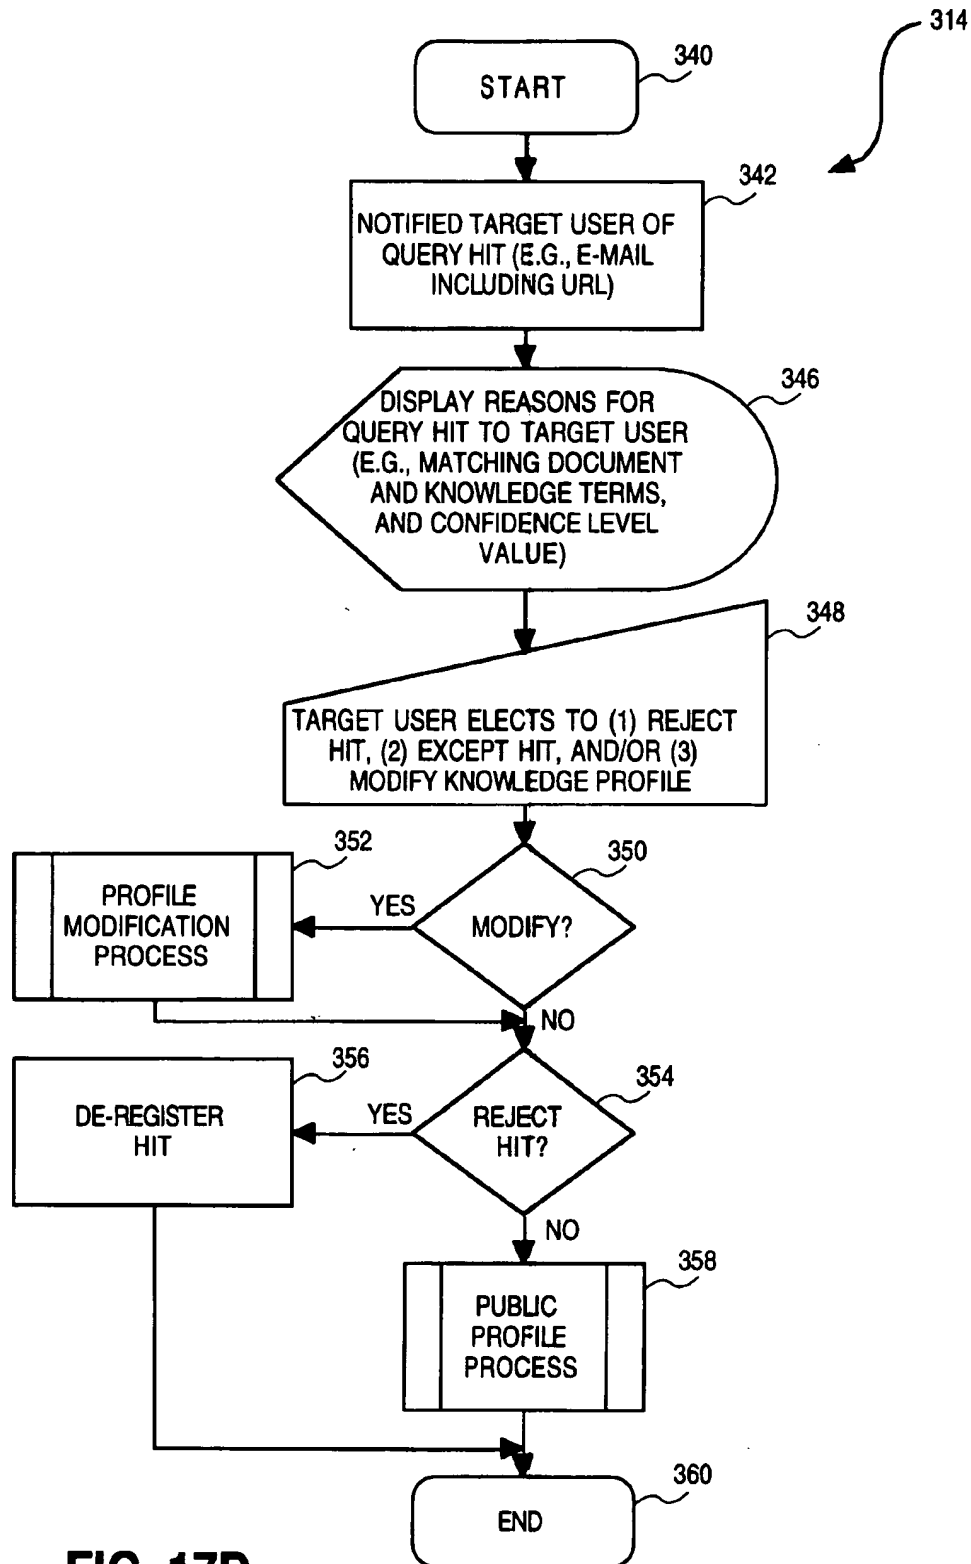 314
340
START
342
NOTIFIED TARGET USER OF
QUERY HIT (E.G., E-MAIL
INCLUDING URL)
346
DISPLAY REASONS FOR
QUERY HIT TO TARGET USER
(E.G., MATCHING DOCUMENT
AND KNOWLEDGE TERMS,
AND CONFIDENCE LEVEL
VALUE)
348
TARGET USER ELECTS TO (1) REJECT
HIT, (2) EXCEPT HIT, AND/OR (3)
MODIFY KNOWLEDGE PROFILE
352
350
PROFILE
MODIFICATION
PROCESS
YES
MODIFY?
NO
356
354
DE-REGISTER
HIT
YES
REJECT
HIT?
NO
358
PUBLIC
PROFILE
PROCESS
360
END